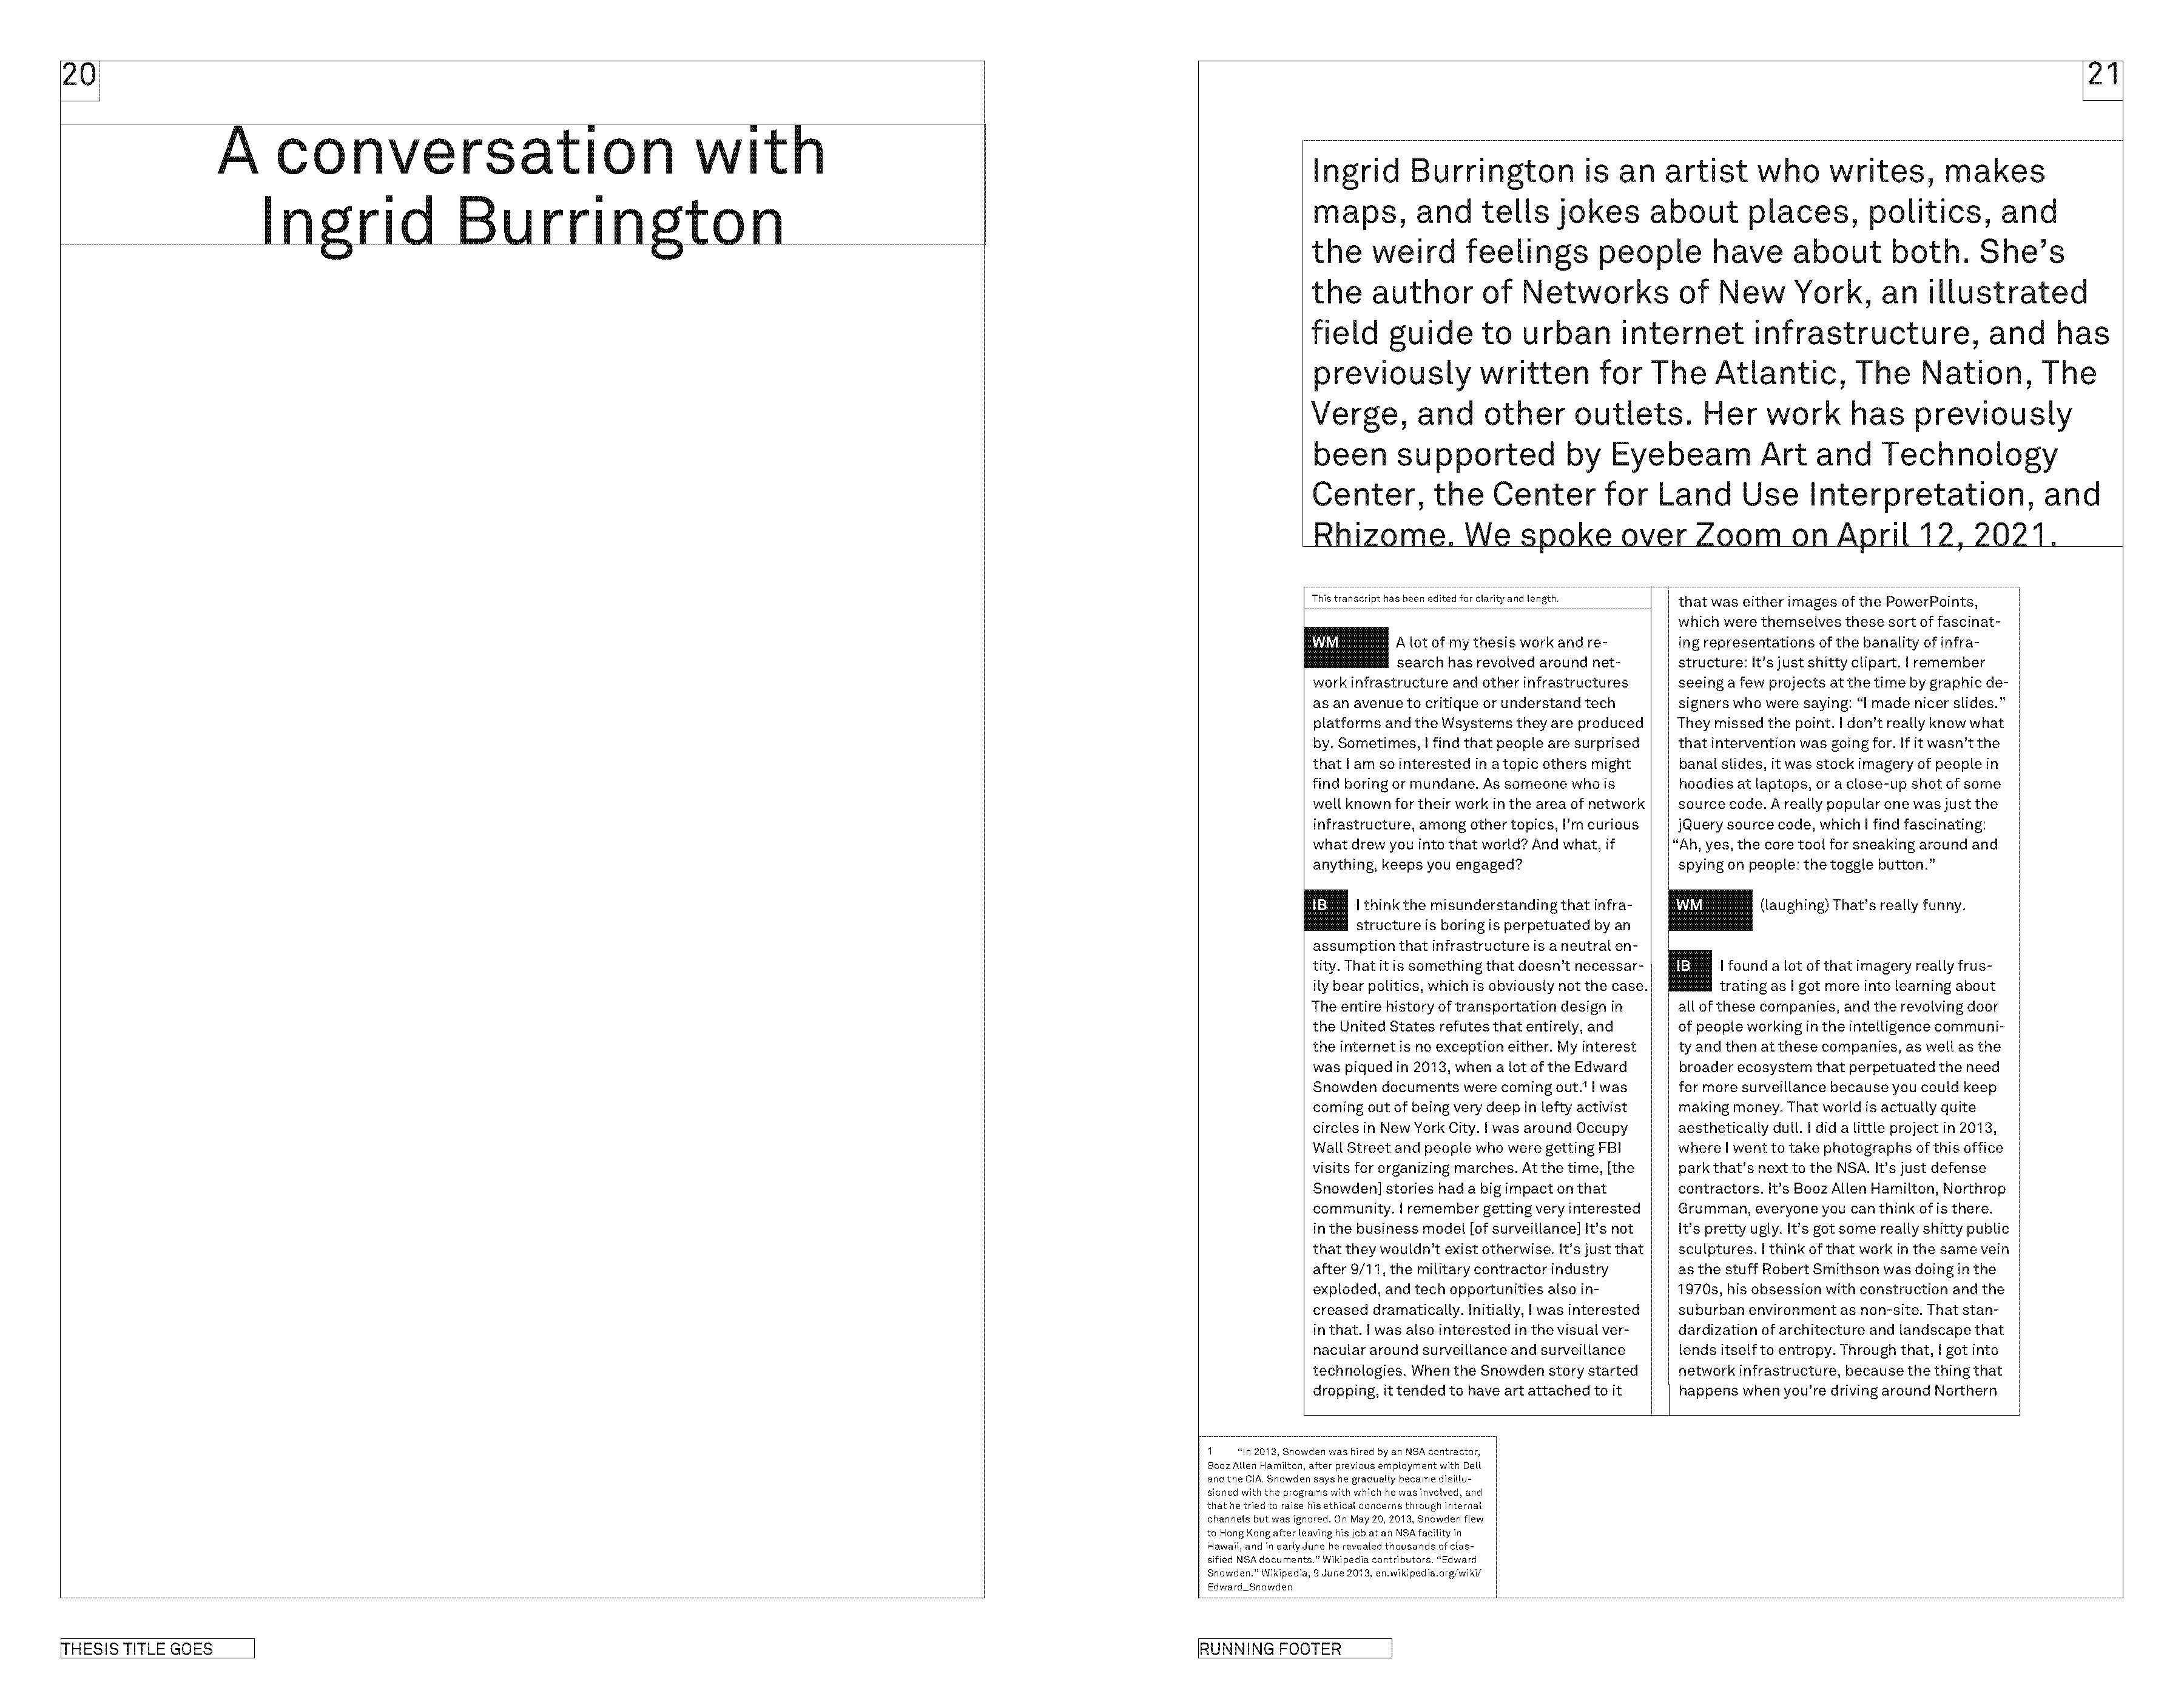 20
A conversation with
Ingrid Burrington
THESIS TITLE GOES
21
Ingrid Burrington is an artist who writes, makes
maps, and tells jokes about places, politics, and
the weird feelings people have about both. She’s
the author of Networks of New York, an illustrated
field guide to urban internet infrastructure, and has
previously written for The Atlantic, The Nation, The
Verge, and other outlets. Her work has previously
been supported by Eyebeam Art and Technology
Center, the Center for Land Use Interpretation, and
Rhizome. We spoke over Zoom on April 12, 2021.
This transcript has been edited for clarity and length.
WM A lot of my thesis work and re-
search has revolved around net-
work infrastructure and other infrastructures
as an avenue to critique or understand tech
platforms and the Wsystems they are produced
by. Sometimes, I find that people are surprised
that I am so interested in a topic others might
find boring or mundane. As someone who is
well known for their work in the area of network
infrastructure, among other topics, I’m curious
what drew you into that world? And what, if
anything, keeps you engaged?
IB I think the misunderstanding that infra-
structure is boring is perpetuated by an
assumption that infrastructure is a neutral en-
tity. That it is something that doesn’t necessar-
ily bear politics, which is obviously not the case.
The entire history of transportation design in
the United States refutes that entirely, and
the internet is no exception either. My interest
was piqued in 2013, when a lot of the Edward
Snowden documents were coming out.¹ I was
coming out of being very deep in lefty activist
circles in New York City. I was around Occupy
Wall Street and people who were getting FBI
visits for organizing marches. At the time, [the
Snowden] stories had a big impact on that
community. I remember getting very interested
in the business model [of surveillance] It’s not
that they wouldn’t exist otherwise. It’s just that
after 9/11, the military contractor industry
exploded, and tech opportunities also in-
creased dramatically. Initially, I was interested
in that. I was also interested in the visual ver-
nacular around surveillance and surveillance
technologies. When the Snowden story started
dropping, it tended to have art attached to it
that was either images of the PowerPoints,
which were themselves these sort of fascinat-
ing representations of the banality of infra-
structure: It’s just shitty clipart. I remember
seeing a few projects at the time by graphic de-
signers who were saying: “I made nicer slides.”
They missed the point. I don’t really know what
that intervention was going for. If it wasn’t the
banal slides, it was stock imagery of people in
hoodies at laptops, or a close-up shot of some
source code. A really popular one was just the
jQuery source code, which I find fascinating:
“Ah, yes, the core tool for sneaking around and
spying on people: the toggle button.”
WM (laughing) That’s really funny.
IB I found a lot of that imagery really frus-
trating as I got more into learning about
all of these companies, and the revolving door
of people working in the intelligence communi-
ty and then at these companies, as well as the
broader ecosystem that perpetuated the need
for more surveillance because you could keep
making money. That world is actually quite
aesthetically dull. I did a little project in 2013,
where I went to take photographs of this office
park that’s next to the NSA. It’s just defense
contractors. It’s Booz Allen Hamilton, Northrop
Grumman, everyone you can think of is there.
It’s pretty ugly. It’s got some really shitty public
sculptures. I think of that work in the same vein
as the stuff Robert Smithson was doing in the
1970s, his obsession with construction and the
suburban environment as non-site. That stan-
dardization of architecture and landscape that
lends itself to entropy. Through that, I got into
network infrastructure, because the thing that
happens when you’re driving around Northern
1 “In 2013, Snowden was hired by an NSA contractor,
Booz Allen Hamilton, after previous employment with Dell
and the CIA. Snowden says he gradually became disillu-
sioned with the programs with which he was involved, and
that he tried to raise his ethical concerns through internal
channels but was ignored. On May 20, 2013, Snowden flew
to Hong Kong after leaving his job at an NSA facility in
Hawaii, and in early June he revealed thousands of clas-
sified NSA documents.” Wikipedia contributors. “Edward
Snowden.” Wikipedia, 9 June 2013, en.wikipedia.org/wiki/
Edward_Snowden
RUNNING FOOTER